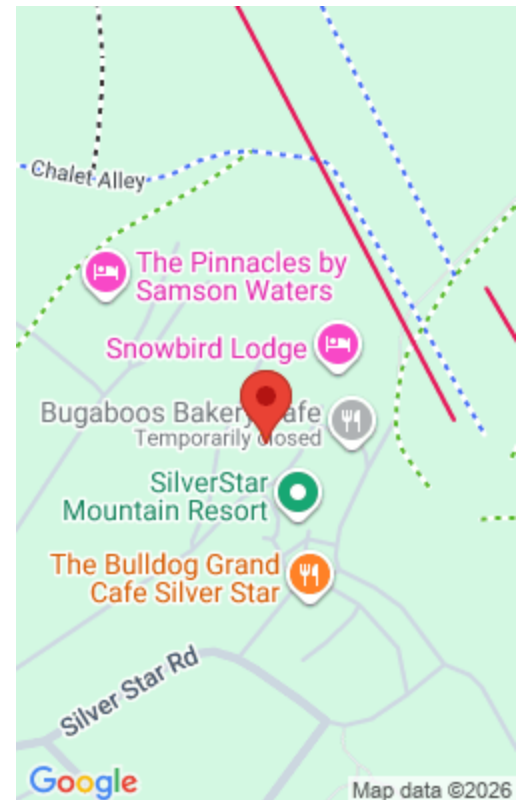 Chalet Alley
The Pinnacles by
Samson Waters
Snowbird Lodge
Bugaboos Bakery Cafe
Temporarily closed
SilverStar
Mountain Resort
The Bulldog Grand
Cafe Silver Star
Silver Star Rd
Google
Map data ©2026